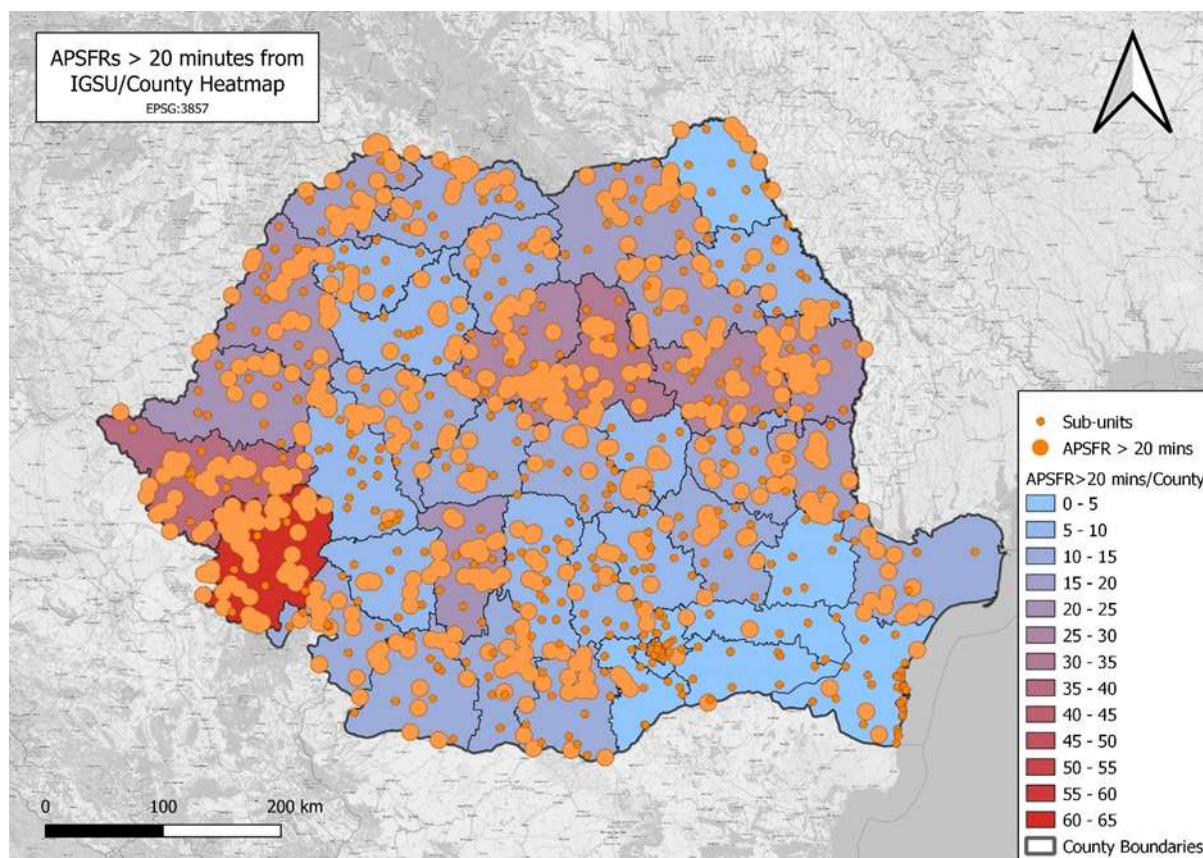 APSFRs > 20 minutes from
IGSU/County Heatmap
EPSG:3857
Sub-units
APSFR > 20 mins
APSFR>20 mins/County
0 - 5
5 - 10
10 - 15
15 - 20
20 - 25
25 - 30
30 - 35
35 - 40
40 - 45
45 - 50
50 - 55
55 - 60
60 - 65
County Boundaries
0 100 200 km